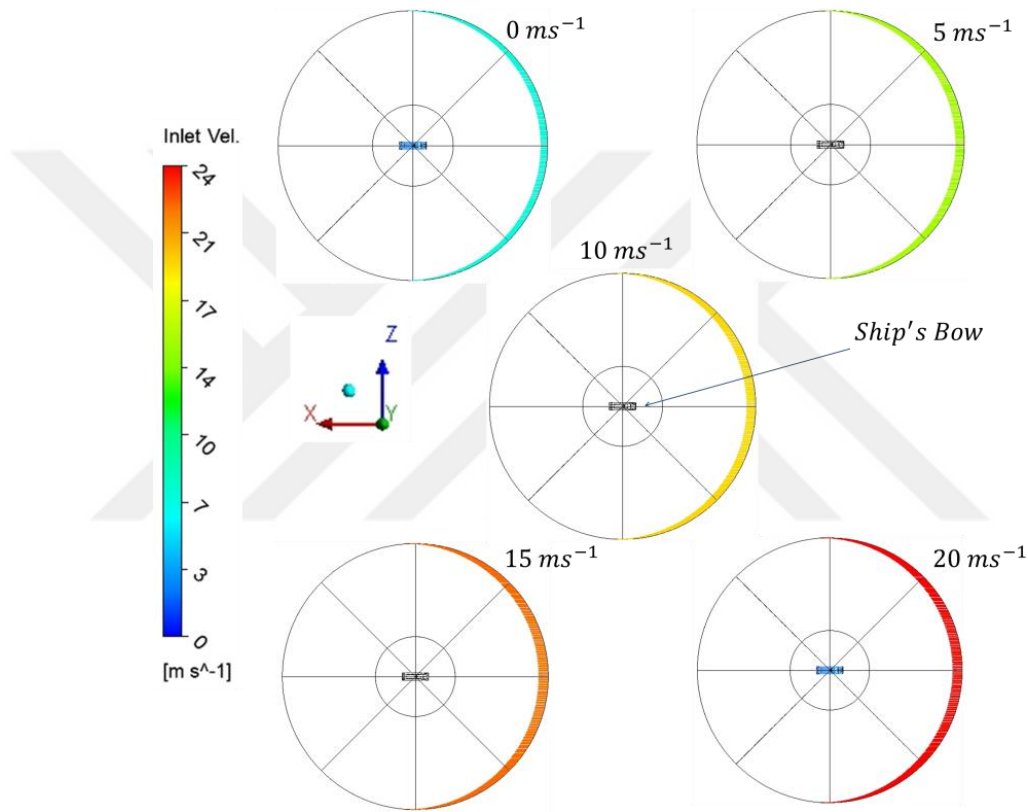 0 ms⁻¹
5 ms⁻¹
Inlet Vel.
24
21
17
14
10
7
3
0
[m s^-1]
10 ms⁻¹
Ship's Bow
Z
X
Y
15 ms⁻¹
20 ms⁻¹